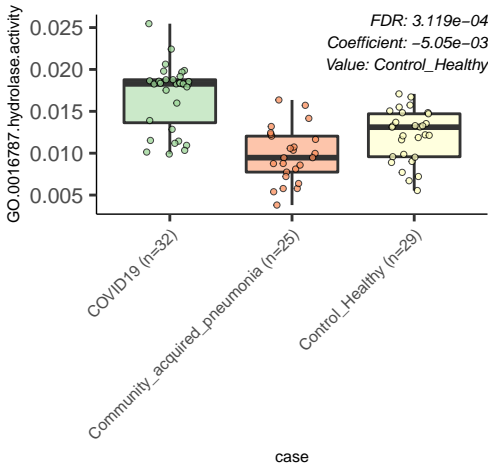 FDR: 3.119e−04
Coefficient: −5.05e−03
Value: Control_Healthy
GO.0016787.hydrolase.activity
0.025
0.020
0.015
0.010
0.005
COVID19 (n=32)
Community_acquired_pneumonia (n=25)
Control_Healthy (n=29)
case